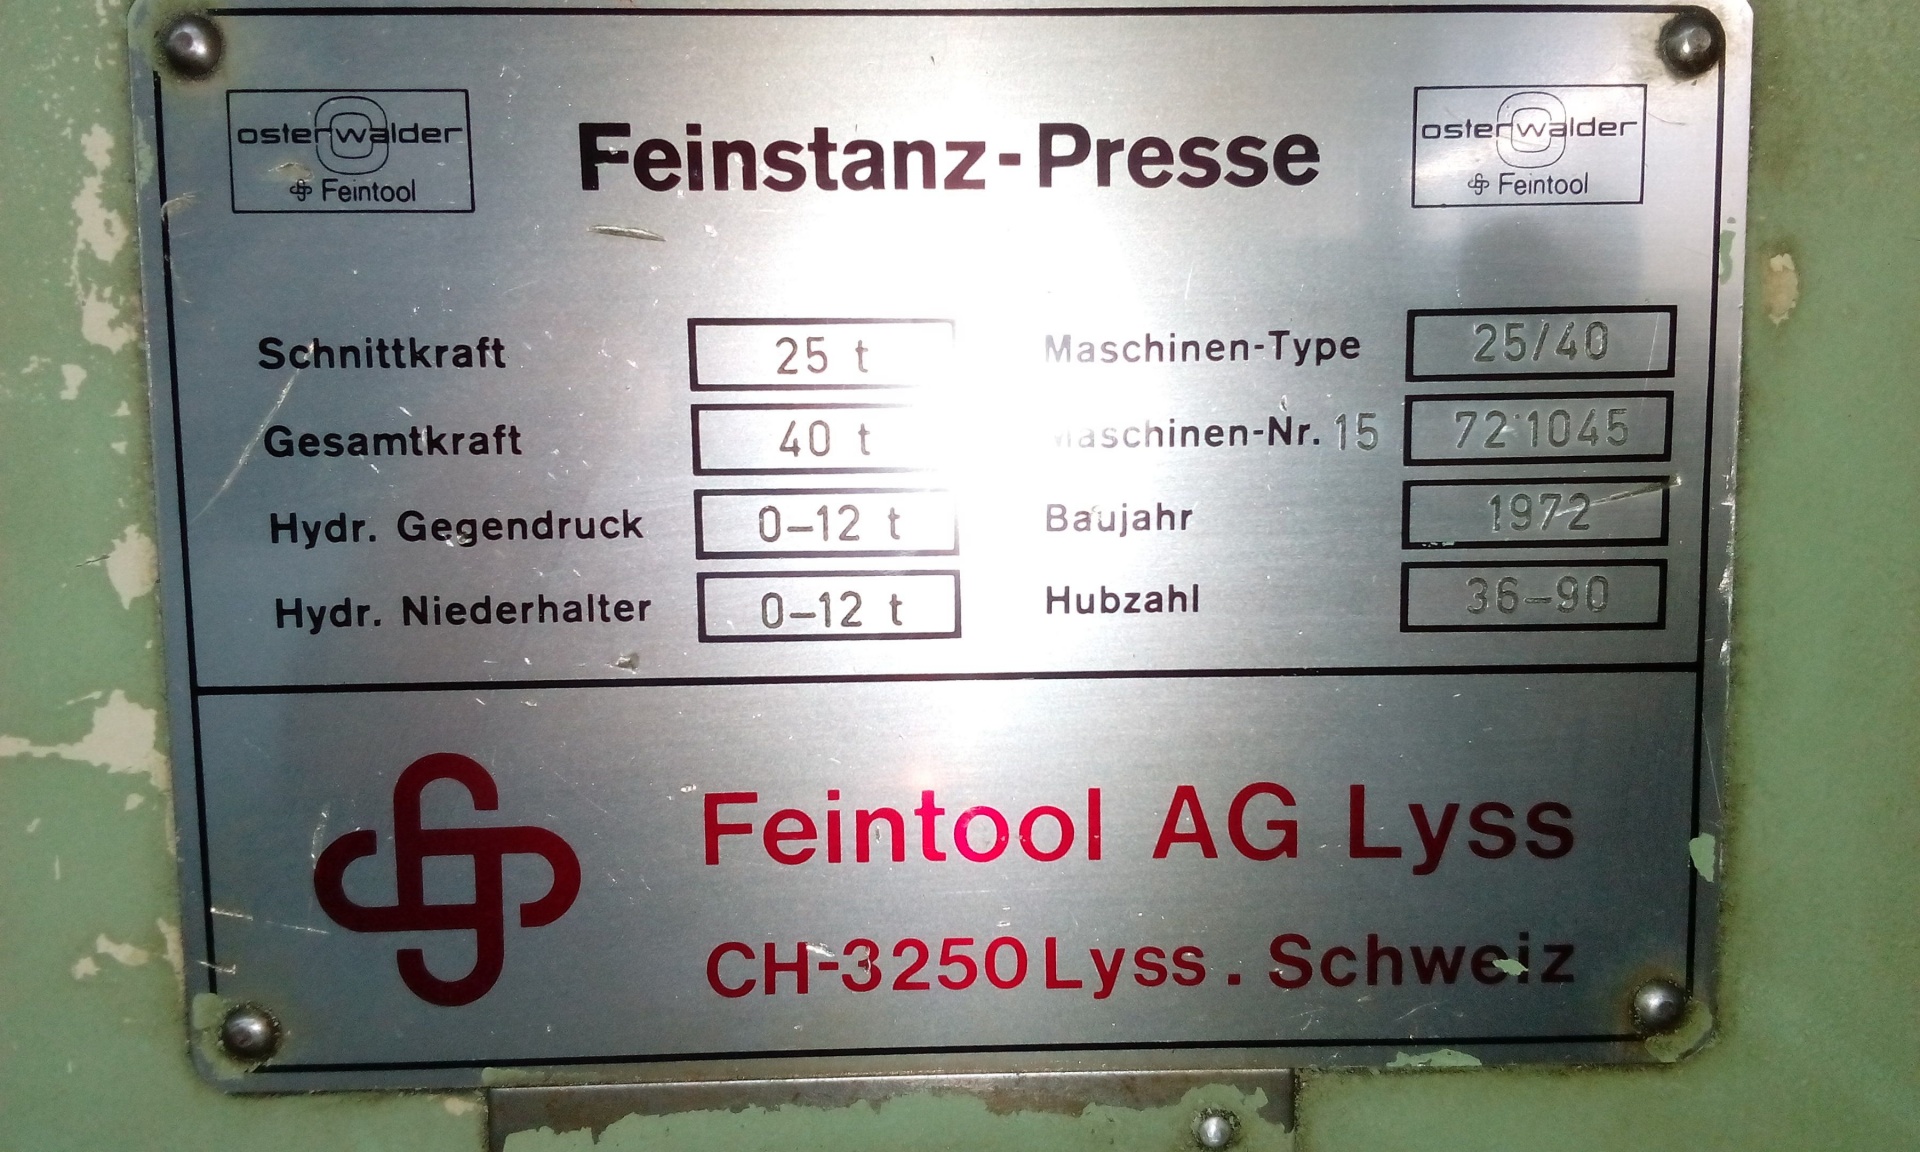 osterwalder
Feintool
Feinstanz-Presse
osterwalder
Feintool
Schnittkraft 25 t
Maschinen-Type 25/40
Gesamtkraft 40 t
Maschinen-Nr. 15 72 1045
Hydr. Gegendruck 0–12 t
Baujahr 1972
Hydr. Niederhalter 0–12 t
Hubzahl 36–90
Feintool AG Lyss
CH-3250 Lyss. Schweiz